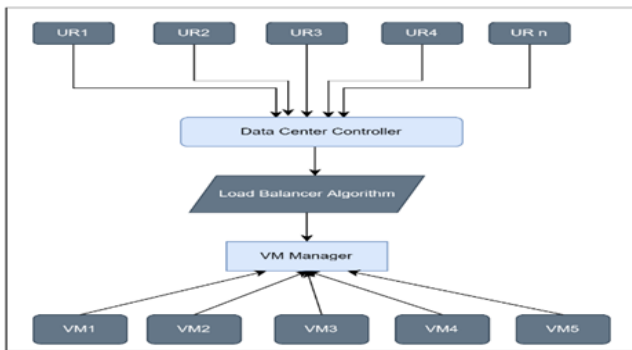 UR1 UR2 UR3 UR4 UR n
Data Center Controller
Load Balancer Algorithm
VM Manager
VM1 VM2 VM3 VM4 VM5